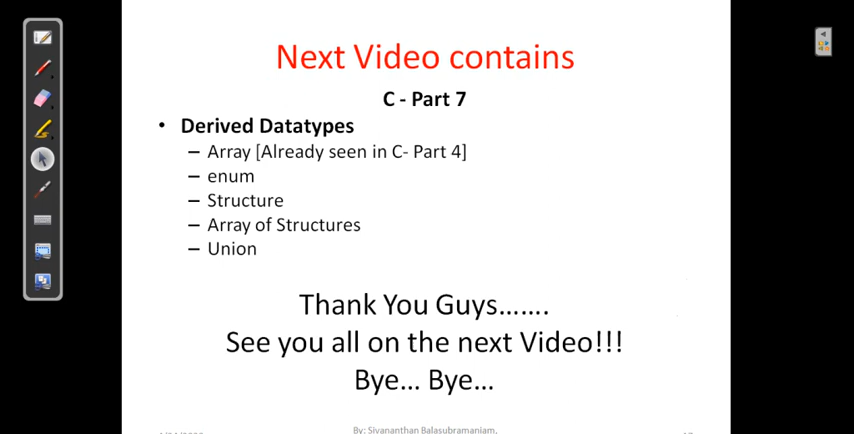 Next Video contains
C - Part 7
• Derived Datatypes
– Array [Already seen in C- Part 4]
– enum
– Structure
– Array of Structures
– Union
Thank You Guys…….
See you all on the next Video!!!
Bye… Bye…
By: Sivananthan Balasubramaniam,